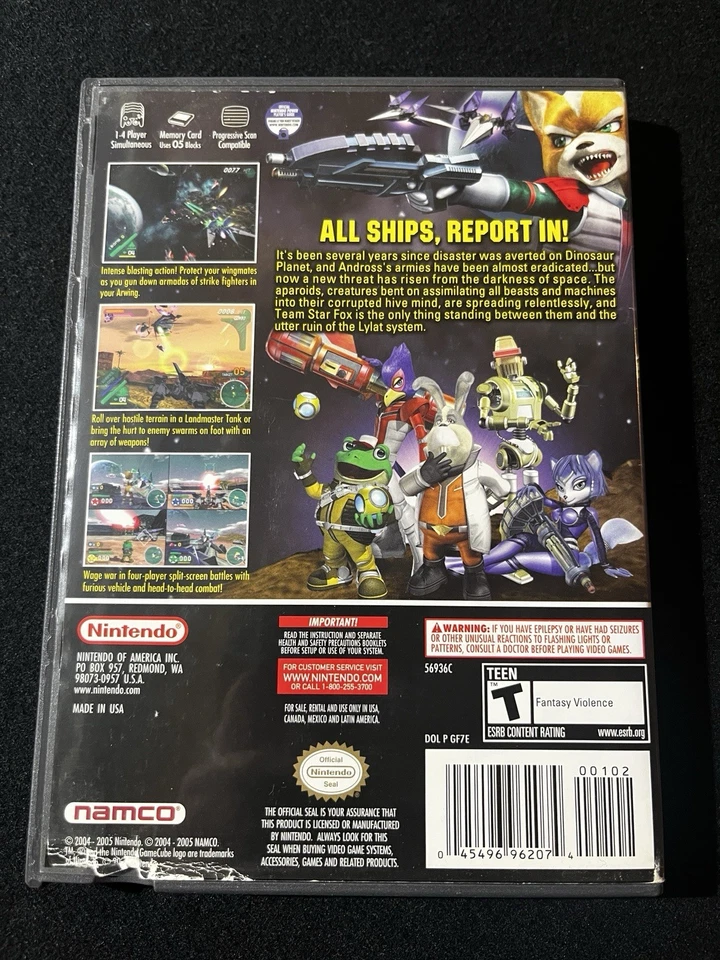 1-4 Player
Simultaneous
Memory Card
Uses 05 Blocks
Progressive Scan
Compatible
0077
Intense blasting action! Protect your wingmates
as you gun down armadas of strike fighters in
your Arwing.
05
Roll over hostile terrain in a Landmaster Tank or
bring the hurt to enemy swarms on foot with an
array of weapons!
000
000
000
Wage war in four-player split-screen battles with
furious vehicle and head-to-head combat!
ALL SHIPS, REPORT IN!
It's been several years since disaster was averted on Dinosaur
Planet, and Andross's armies have been almost eradicated...but
now a new threat has risen from the darkness of space. The
aparoids, creatures bent on assimilating all beasts and machines
into their corrupted hive mind, are spreading relentlessly, and
Team Star Fox is the only thing standing between them and the
utter ruin of the Lylat system.
Nintendo®
NINTENDO OF AMERICA INC.
PO BOX 957, REDMOND, WA
98073-0957 U.S.A.
www.nintendo.com
MADE IN USA
namco®
© 2004 - 2005 Nintendo. © 2004 - 2005 NAMCO.
the Nintendo GameCube logo are trademarks
IMPORTANT!
READ THE INSTRUCTION AND SEPARATE
HEALTH AND SAFETY PRECAUTIONS BOOKLETS
BEFORE SETUP OR USE OF YOUR SYSTEM.
FOR CUSTOMER SERVICE VISIT
WWW.NINTENDO.COM
OR CALL 1-800-255-3700
FOR SALE, RENTAL AND USE ONLY IN USA,
CANADA, MEXICO AND LATIN AMERICA.
Official
Nintendo
Seal
THE OFFICIAL SEAL IS YOUR ASSURANCE THAT
THIS PRODUCT IS LICENSED OR MANUFACTURED
BY NINTENDO. ALWAYS LOOK FOR THIS
SEAL WHEN BUYING VIDEO GAME SYSTEMS,
ACCESSORIES, GAMES AND RELATED PRODUCTS.
WARNING: IF YOU HAVE EPILEPSY OR HAVE HAD SEIZURES
OR OTHER UNUSUAL REACTIONS TO FLASHING LIGHTS OR
PATTERNS, CONSULT A DOCTOR BEFORE PLAYING VIDEO GAMES.
56936C
DOL P GF7E
TEEN
T™
Fantasy Violence
ESRB CONTENT RATING www.esrb.org
00102
0 45496 96207 4